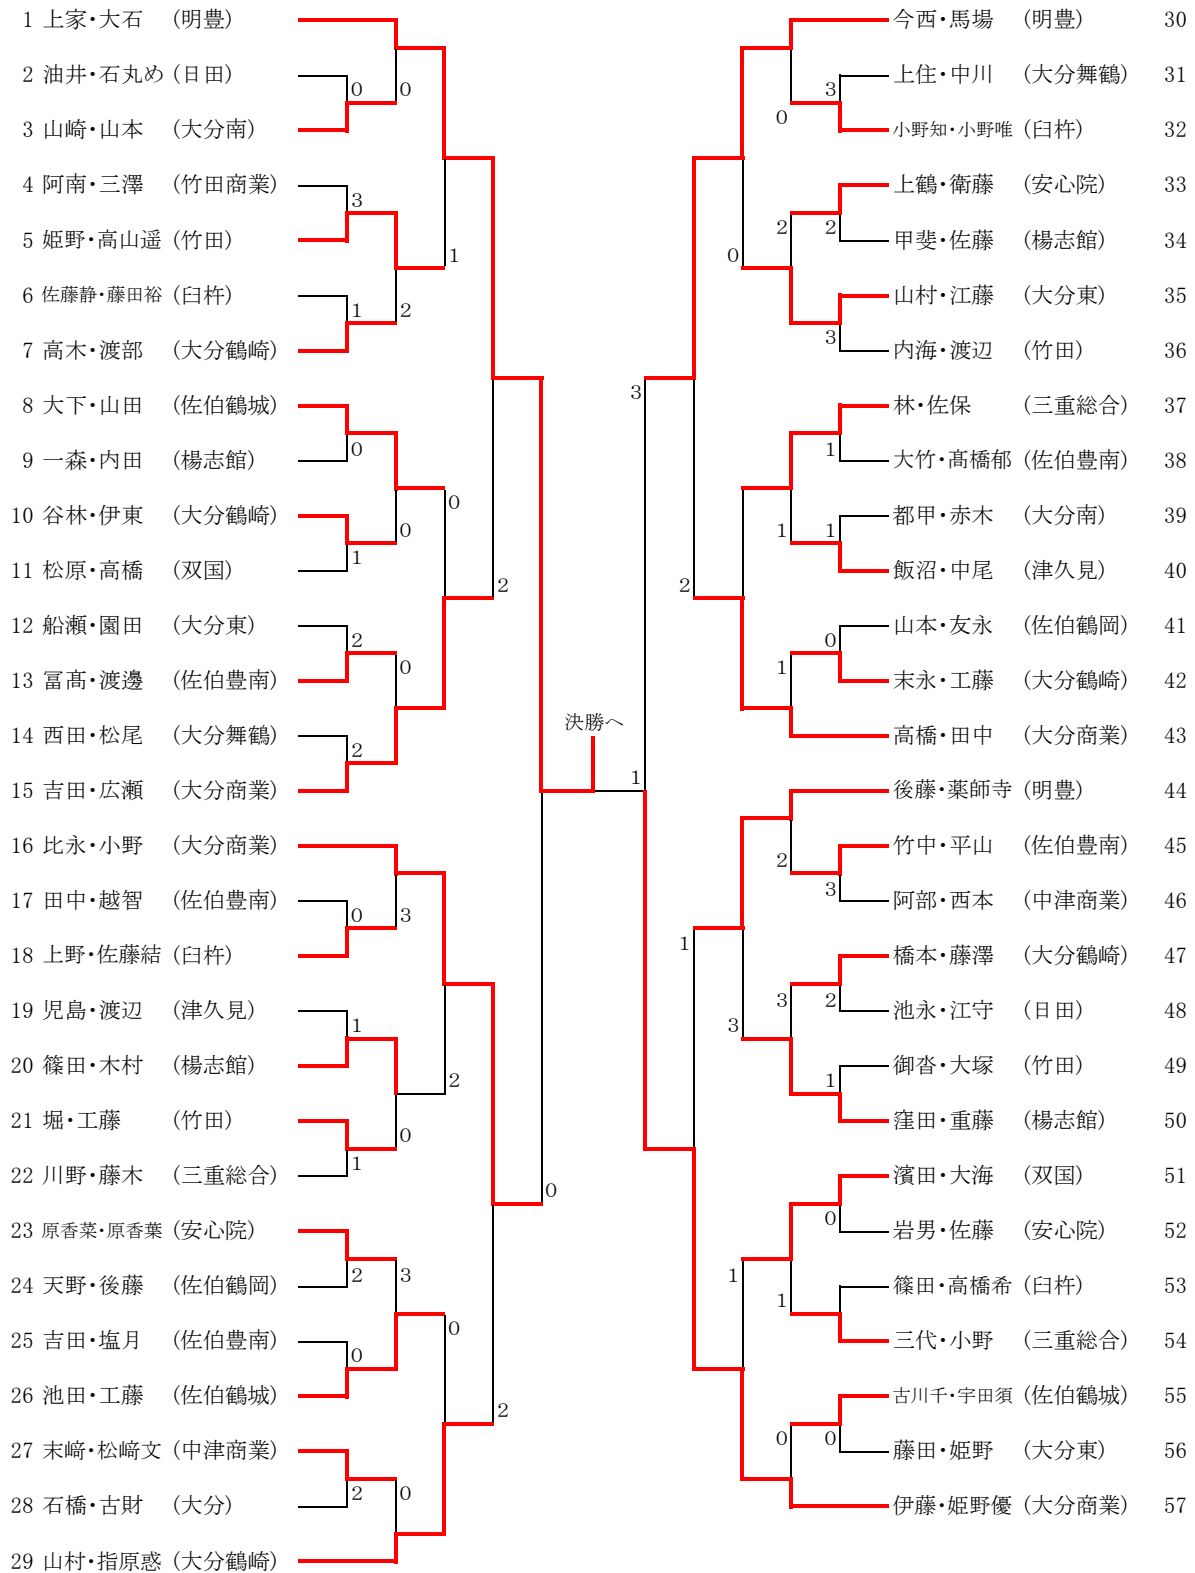 1 上家・大石 (明豊)
2 油井・石丸め (日田)
0 0
3 山崎・山本 (大分南)
4 阿南・三澤 (竹田商業)
3
5 姫野・高山遥 (竹田)
1
6 佐藤静・藤田裕 (臼杵)
1 2
7 高木・渡部 (大分鶴崎)
8 大下・山田 (佐伯鶴城)
0
9 一森・内田 (楊志館)
0
10 谷林・伊東 (大分鶴崎)
0
1
11 松原・高橋 (双国)
2
12 船瀬・園田 (大分東)
2
0
13 冨髙・渡邊 (佐伯豊南)
14 西田・松尾 (大分舞鶴)
2
15 吉田・広瀬 (大分商業)
16 比永・小野 (大分商業)
17 田中・越智 (佐伯豊南)
0 3
18 上野・佐藤結 (臼杵)
19 児島・渡辺 (津久見)
1
20 篠田・木村 (楊志館)
2
21 堀・工藤 (竹田)
0
1
22 川野・藤木 (三重総合)
0
23 原香菜・原香葉 (安心院)
2 3
24 天野・後藤 (佐伯鶴岡)
0
25 吉田・塩月 (佐伯豊南)
0
26 池田・工藤 (佐伯鶴城)
2
27 末﨑・松﨑文 (中津商業)
2 0
28 石橋・古財 (大分)
29 山村・指原惑 (大分鶴崎)
決勝へ
1
今西・馬場 (明豊) 30
上住・中川 (大分舞鶴) 31
3
0
小野知・小野唯 (臼杵) 32
上鶴・衛藤 (安心院) 33
2 2
甲斐・佐藤 (楊志館) 34
0
山村・江藤 (大分東) 35
3
内海・渡辺 (竹田) 36
3
林・佐保 (三重総合) 37
1
大竹・髙橋郁 (佐伯豊南) 38
都甲・赤木 (大分南) 39
1 1
飯沼・中尾 (津久見) 40
2
山本・友永 (佐伯鶴岡) 41
0
1
末永・工藤 (大分鶴崎) 42
高橋・田中 (大分商業) 43
後藤・薬師寺 (明豊) 44
竹中・平山 (佐伯豊南) 45
2
3
阿部・西本 (中津商業) 46
1
橋本・藤澤 (大分鶴崎) 47
3 2
池永・江守 (日田) 48
3
御沓・大塚 (竹田) 49
1
窪田・重藤 (楊志館) 50
濱田・大海 (双国) 51
0
岩男・佐藤 (安心院) 52
1
篠田・高橋希 (臼杵) 53
1
三代・小野 (三重総合) 54
古川千・宇田須 (佐伯鶴城) 55
0 0
藤田・姫野 (大分東) 56
伊藤・姫野優 (大分商業) 57